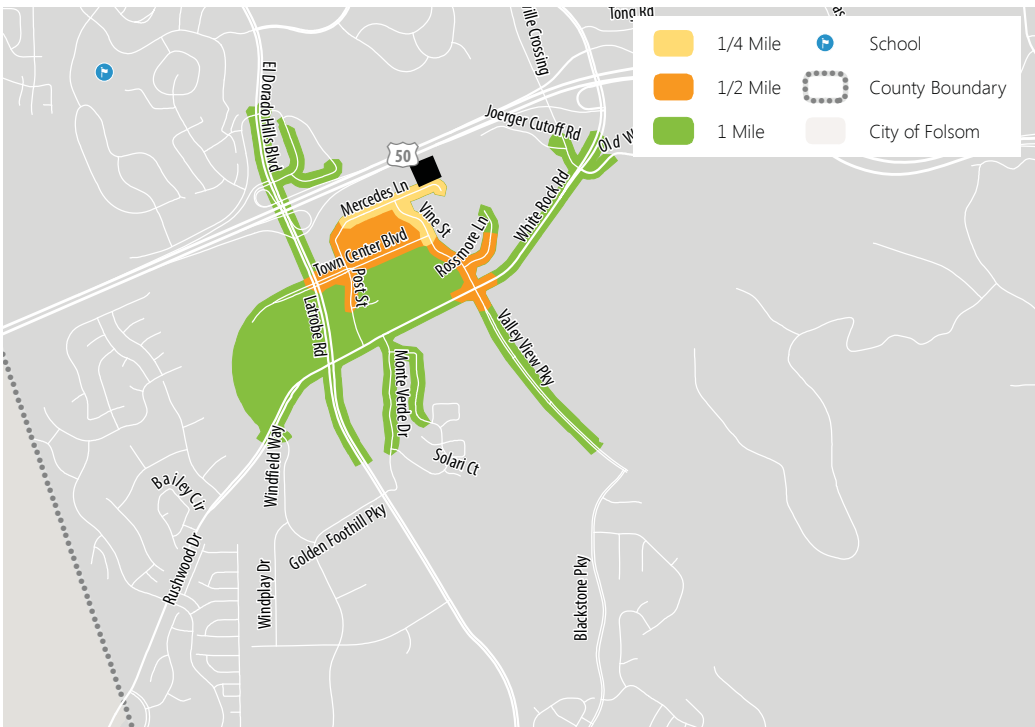 Tong Rd
ville Crossing
as
1/4 Mile
School
1/2 Mile
County Boundary
1 Mile
City of Folsom
El Dorado Hills Blvd
Joerger Cutoff Rd
Old W
50
Mercedes Ln
Vine St
White Rock Rd
Rossmore Ln
Town Center Blvd
Post St
Latrobe Rd
Valley View Pky
Monte Verde Dr
Windfield Way
Solari Ct
Bailey Cir
Golden Foothill Pky
Rushwood Dr
Windplay Dr
Blackstone Pky